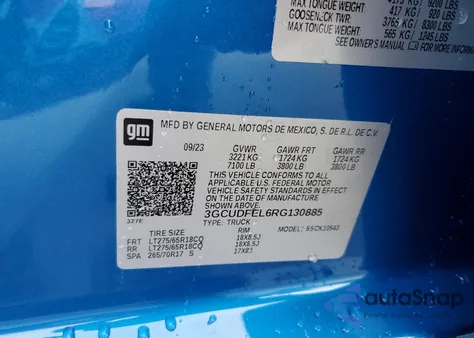 MAX TONGUE WEIGHT: 417 KG 920 LBS
GOOSENECK TWR: 3765 KG 8300 LBS
MAX TONGUE WEIGHT: 565 KG 1245 LBS
SEE OWNER'S MANUAL
gm
MFD BY GENERAL MOTORS DE MEXICO, S. DE R.L. DE C.V.
09/23 GVWR GAWR FRT GAWR RR
3221 KG 1724 KG 1724 KG
7100 LB 3800 LB 3800 LB
THIS VEHICLE CONFORMS TO ALL
APPLICABLE U.S. FEDERAL MOTOR
VEHICLE SAFETY STANDARDS IN EFFECT
ON THE DATE OF MANUFACTURE
SHOWN ABOVE.
3GCUDFEL6RG130885
327E TYPE: TRUCK MODEL:
TIRE SIZE RIM
FRT LT275/65R18CQ 18X8.5J
RR LT275/65R18CQ 18X8.5J
SPA 265/70R17 S 17X8J
autoSnap